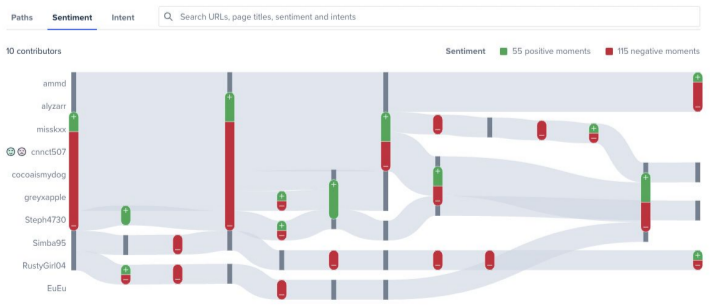 Paths Sentiment Intent Search URLs, page titles, sentiment and intents
10 contributors Sentiment 55 positive moments 115 negative moments
ammd
alyzarr
misskxx
cnnct507
cocoaismydog
greyxapple
Steph4730
Simba95
RustyGirl04
EuEu